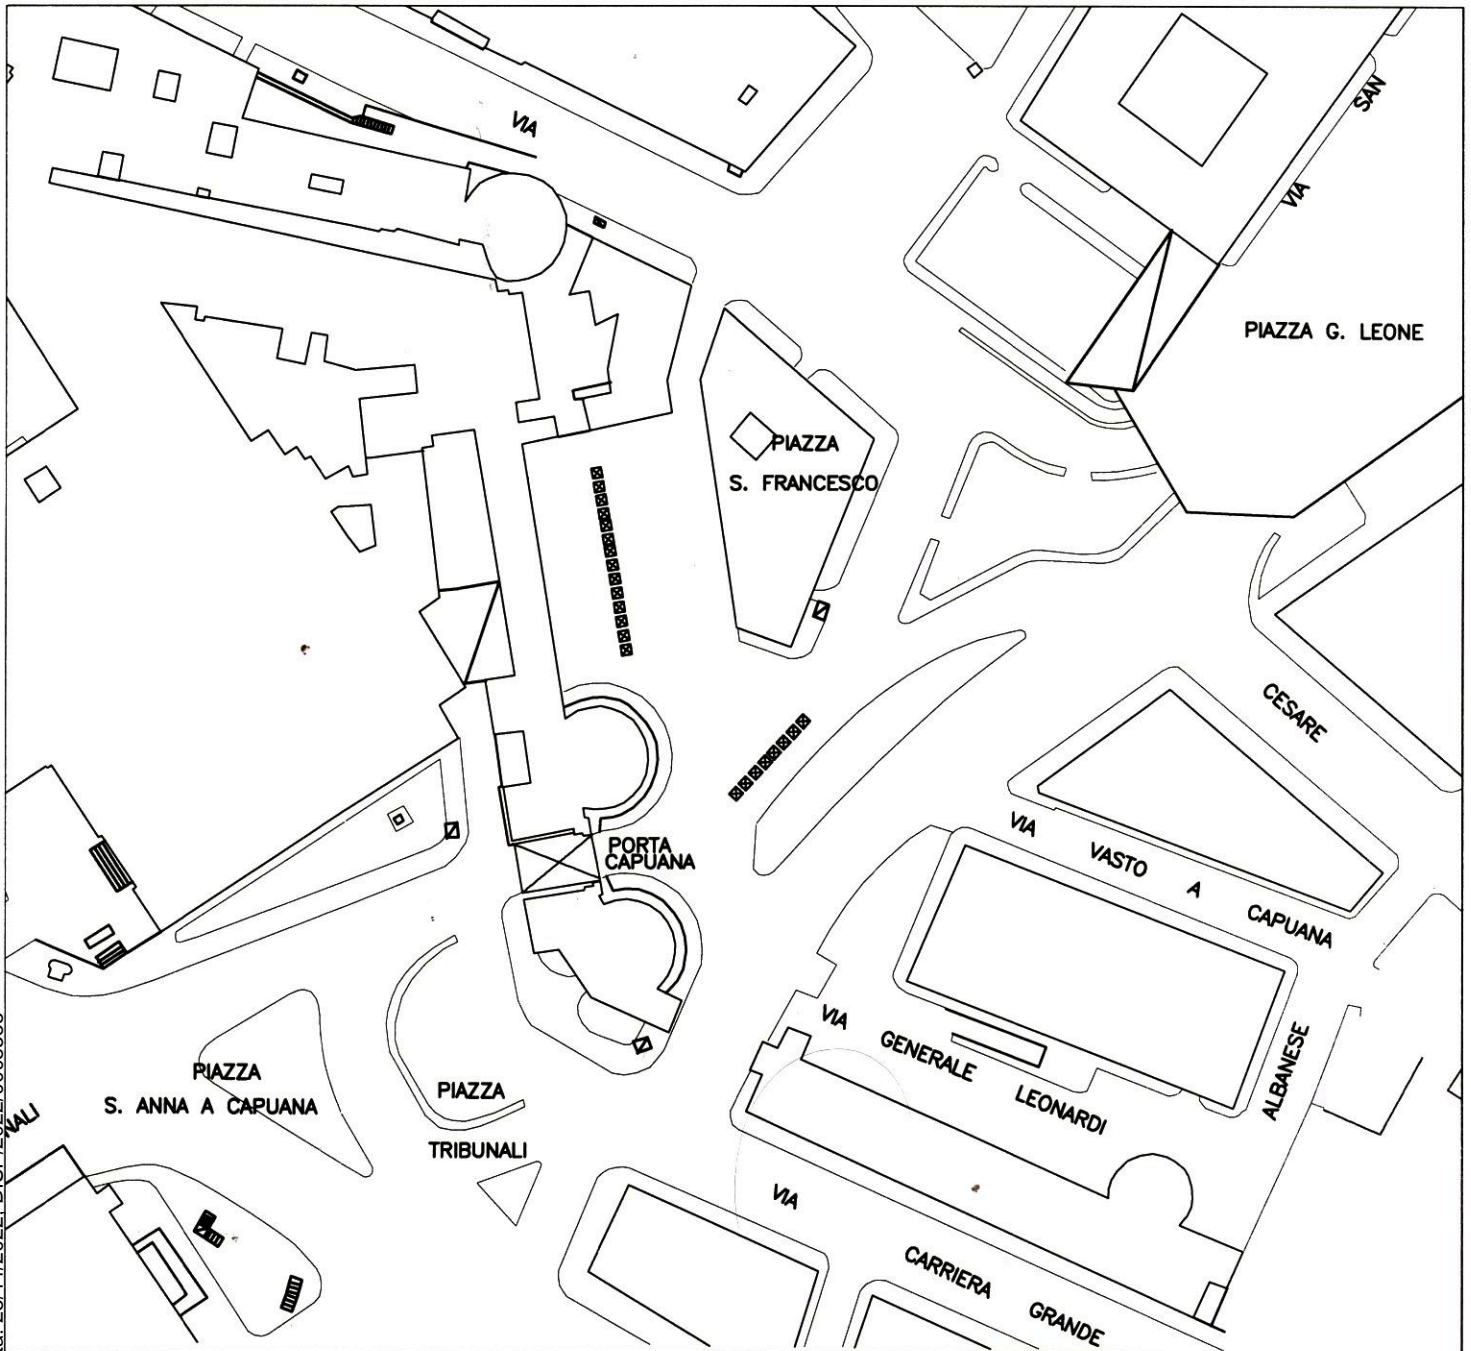 VIA
SAN
VIA
PIAZZA G. LEONE
PIAZZA
S. FRANCESCO
CESARE
PORTA
CAPUANA
VIA
VASTO
A
CAPUANA
VIA
GENERALE
LEONARDI
ALBANESE
PIAZZA
S. ANNA A CAPUANA
PIAZZA
TRIBUNALI
NALI
VIA
CARRIERA
GRANDE